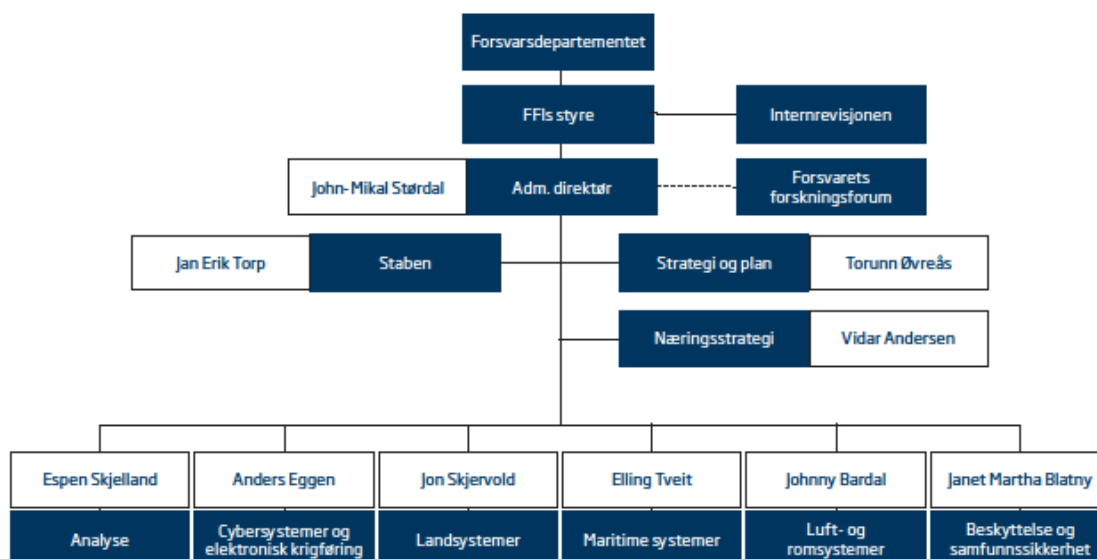 Forsvarsdepartementet
FFIs styre
Internrevisjonen
John-Mikal Størdal
Adm. direktør
Forsvarets
forskningsforum
Jan Erik Torp
Staben
Strategi og plan
Torunn Øvreås
Næringsstrategi
Vidar Andersen
Espen Skjelland
Anders Eggen
Jon Skjervold
Elling Tveit
Johnny Bardal
Janet Martha Blatny
Analyse
Cybersystemer og
elektronisk krigføring
Landsystemer
Maritime systemer
Luft- og
romsystemer
Beskyttelse og
samfunnssikkerhet